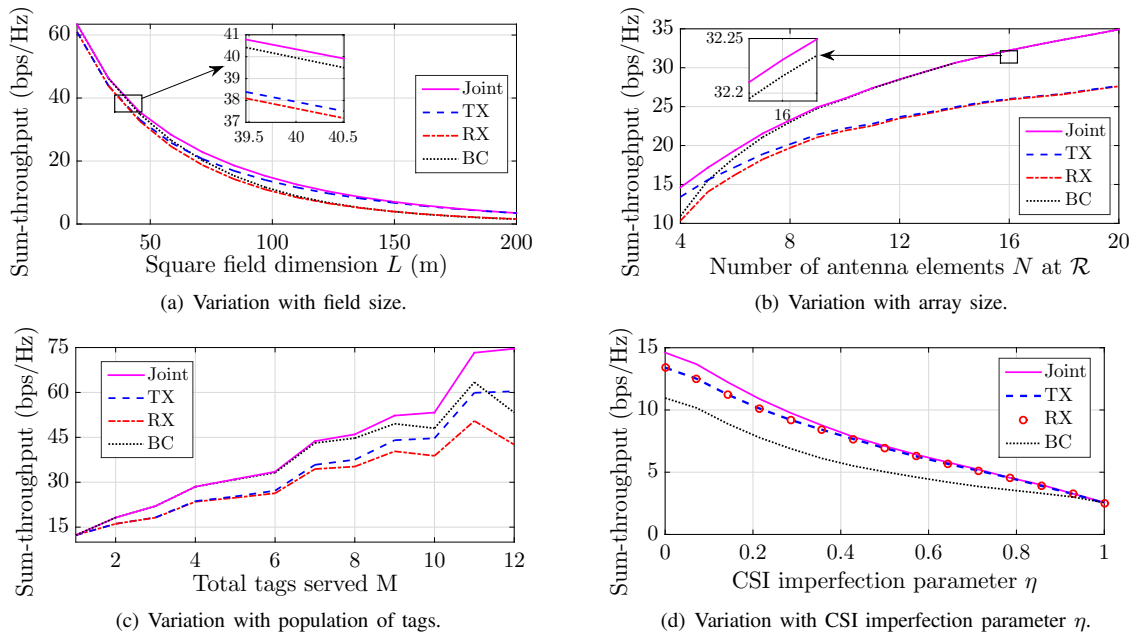 Sum-throughput (bps/Hz)
60
40
20
0
50
100
150
200
Square field dimension L (m)
41
40
39
38
37
39.5
40
40.5
Joint
TX
RX
BC
(a) Variation with field size.
Sum-throughput (bps/Hz)
35
30
25
20
15
10
4
8
12
16
20
Number of antenna elements N at ℛ
32.25
32.2
16
Joint
TX
RX
BC
(b) Variation with array size.
Sum-throughput (bps/Hz)
75
60
45
30
15
2
4
6
8
10
12
Total tags served M
Joint
TX
RX
BC
(c) Variation with population of tags.
Sum-throughput (bps/Hz)
15
10
5
0
0
0.2
0.4
0.6
0.8
1
CSI imperfection parameter η
Joint
TX
RX
BC
(d) Variation with CSI imperfection parameter η.